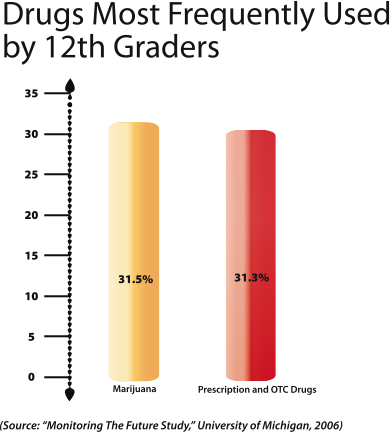 Drugs Most Frequently Used
by 12th Graders
35
30
25
20
15
10
5
0
31.5%
31.3%
Marijuana
Prescription and OTC Drugs
(Source: “Monitoring The Future Study,” University of Michigan, 2006)